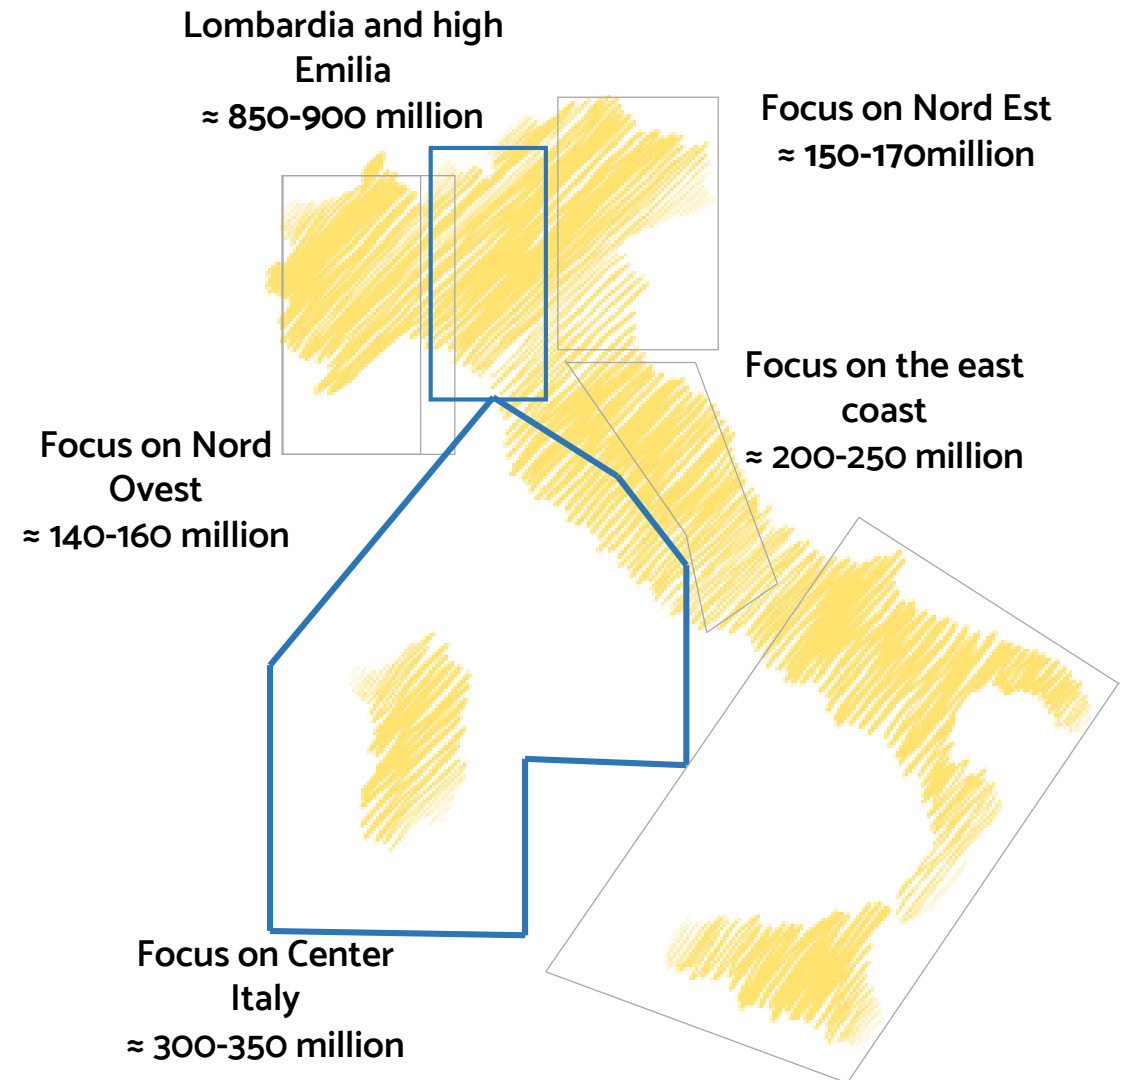 Lombardia and high
Emilia
≈ 850-900 million
Focus on Nord Est
≈ 150-170million
Focus on the east
coast
≈ 200-250 million
Focus on Nord
Ovest
≈ 140-160 million
Focus on Center
Italy
≈ 300-350 million